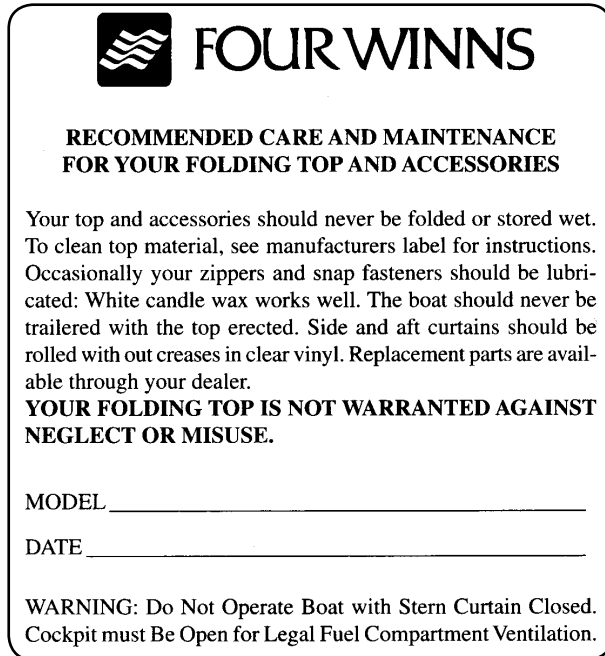 FOUR WINNS
RECOMMENDED CARE AND MAINTENANCE
FOR YOUR FOLDING TOP AND ACCESSORIES
Your top and accessories should never be folded or stored wet.
To clean top material, see manufacturers label for instructions.
Occasionally your zippers and snap fasteners should be lubri-
cated: White candle wax works well. The boat should never be
trailered with the top erected. Side and aft curtains should be
rolled with out creases in clear vinyl. Replacement parts are avail-
able through your dealer.
YOUR FOLDING TOP IS NOT WARRANTED AGAINST
NEGLECT OR MISUSE.
MODEL
DATE
WARNING: Do Not Operate Boat with Stern Curtain Closed.
Cockpit must Be Open for Legal Fuel Compartment Ventilation.